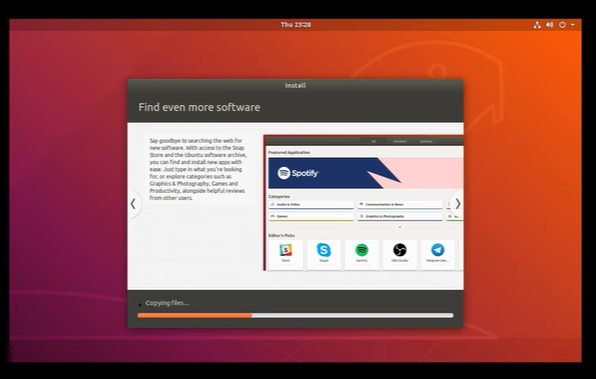 Thu 23:28
Install
Find even more software
Say goodbye to searching the web for
new software. With access to the Snap
Store and the Ubuntu software archive,
you can find and install new apps with
ease. Just type in what you're looking
for, or explore categories such as
Graphics & Photography, Games and
Productivity, alongside helpful reviews
from other users.
All Installed Updates
Featured Application
Spotify
Categories
Audio & Video
Communication & News
Games
Graphics & Photography
Editor's Picks
Slack
Skype
Spotify
OBS Studio
Telegram Des...
Copying files...